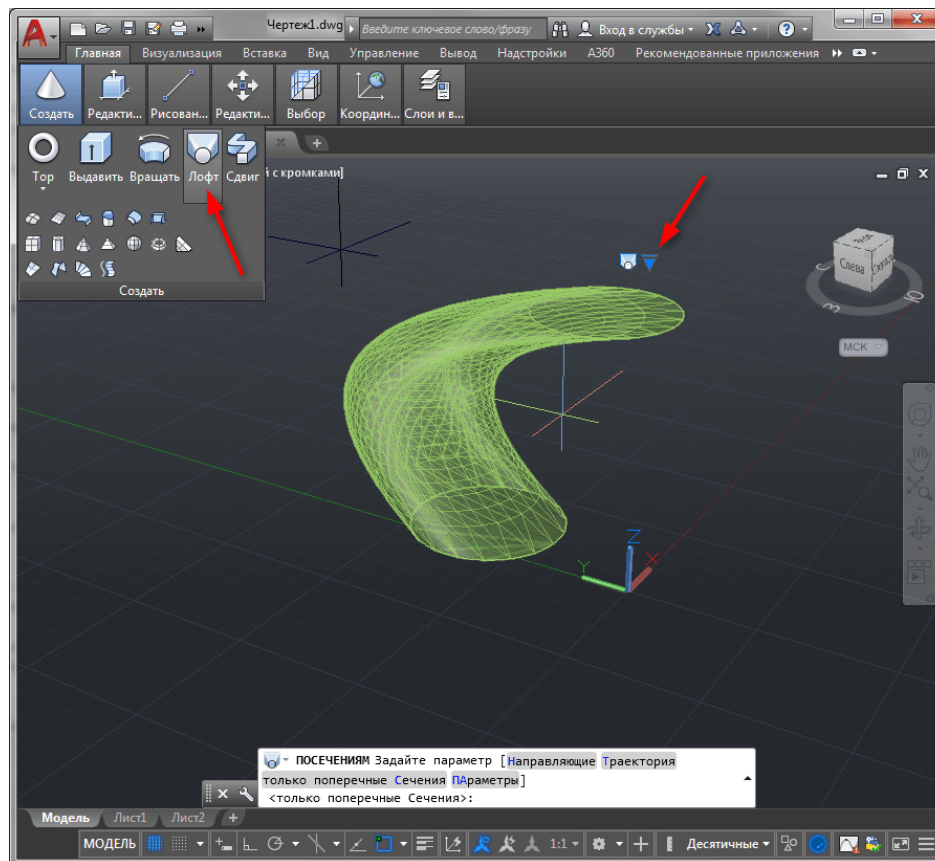 Чертеж1.dwg Введите ключевое слово/фразу Вход в службы
Главная Визуализация Вставка Вид Управление Вывод Надстройки A360 Рекомендованные приложения
Создать Редакти... Рисован... Редакти... Выбор Координ... Слои и в...
Тор Выдавить Вращать Лофт Сдвиг
й с кромками]
Создать
Слева
З Ю
МСК
Z
Y X
ПОСЕЧЕНИЯМ Задайте параметр [Направляющие Траектория
только поперечные Сечения ПАраметры]
<только поперечные Сечения>:
Модель Лист1 Лист2 +
МОДЕЛЬ 1:1 Десятичные